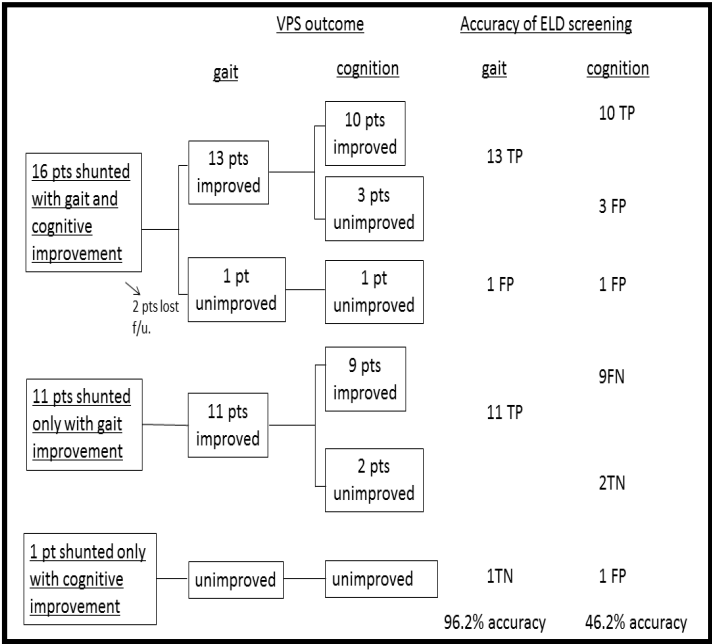 VPS outcome Accuracy of ELD screening
gait cognition gait cognition
16 pts shunted
with gait and
cognitive
improvement
2 pts lost
f/u.
13 pts
improved
10 pts
improved
3 pts
unimproved
13 TP
10 TP
3 FP
1 pt
unimproved
1 pt
unimproved
1 FP
1 FP
11 pts shunted
only with gait
improvement
11 pts
improved
9 pts
improved
2 pts
unimproved
11 TP
9FN
2TN
1 pt shunted only
with cognitive
improvement
unimproved
unimproved
1TN
1 FP
96.2% accuracy 46.2% accuracy